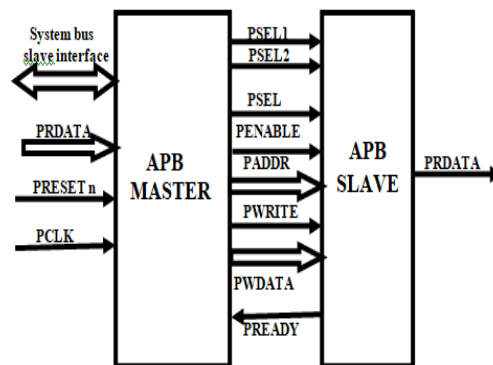 System bus
slave interface
PRDATA
PRESET n
PCLK
APB
MASTER
PSEL1
PSEL2
PSEL
PENABLE
PADDR
PWRITE
PWDATA
PREADY
APB
SLAVE
PRDATA